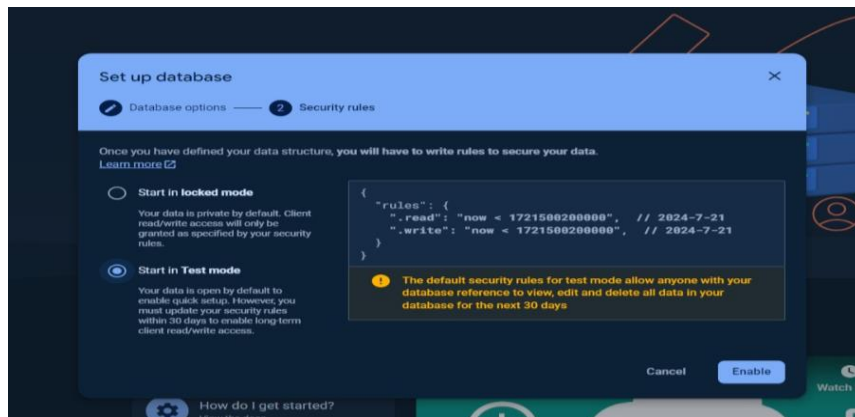 Set up database
Database options
2 Security rules
Once you have defined your data structure, you will have to write rules to secure your data.
Learn more
Start in locked mode
Your data is private by default. Client
read/write access will only be
granted as specified by your security
rules.
Start in Test mode
Your data is open by default to
enable quick setup. However, you
must update your security rules
within 30 days to enable long-term
client read/write access.
{
"rules": {
".read": "now < 1721500200000", // 2024-7-21
".write": "now < 1721500200000", // 2024-7-21
}
}
The default security rules for test mode allow anyone with your
database reference to view, edit and delete all data in your
database for the next 30 days
Cancel
Enable
How do I get started?
Watch